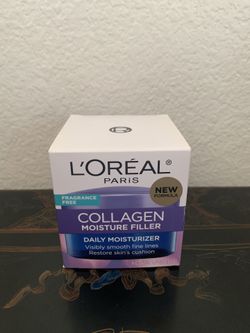 L'ORÉAL®
PARIS
FRAGRANCE
FREE
NEW
FORMULA
COLLAGEN
MOISTURE FILLER
DAILY MOISTURIZER
Visibly smooth fine lines
Restore skin's cushion